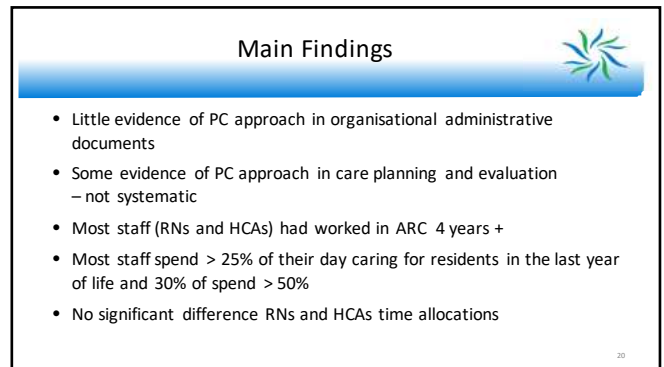 Main Findings
• Little evidence of PC approach in organisational administrative
documents
• Some evidence of PC approach in care planning and evaluation
– not systematic
• Most staff (RNs and HCAs) had worked in ARC 4 years +
• Most staff spend > 25% of their day caring for residents in the last year
of life and 30% of spend > 50%
• No significant difference RNs and HCAs time allocations
20